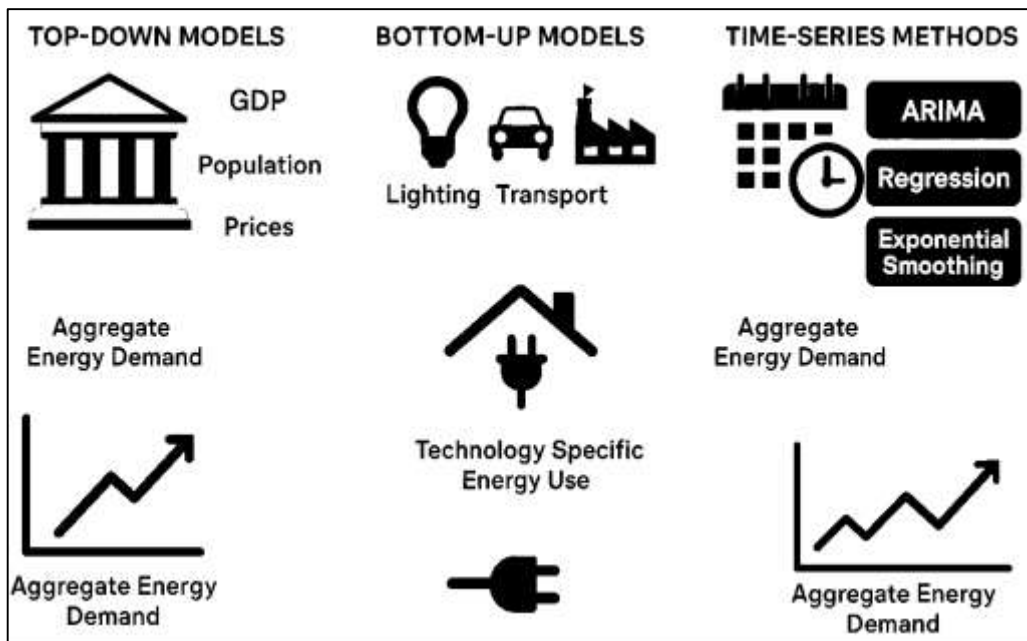 TOP-DOWN MODELS
GDP
Population
Prices
Aggregate
Energy Demand
Aggregate Energy
Demand
BOTTOM-UP MODELS
Lighting Transport
Technology Specific
Energy Use
TIME-SERIES METHODS
ARIMA
Regression
Exponential
Smoothing
Aggregate
Energy Demand
Aggregate Energy
Demand